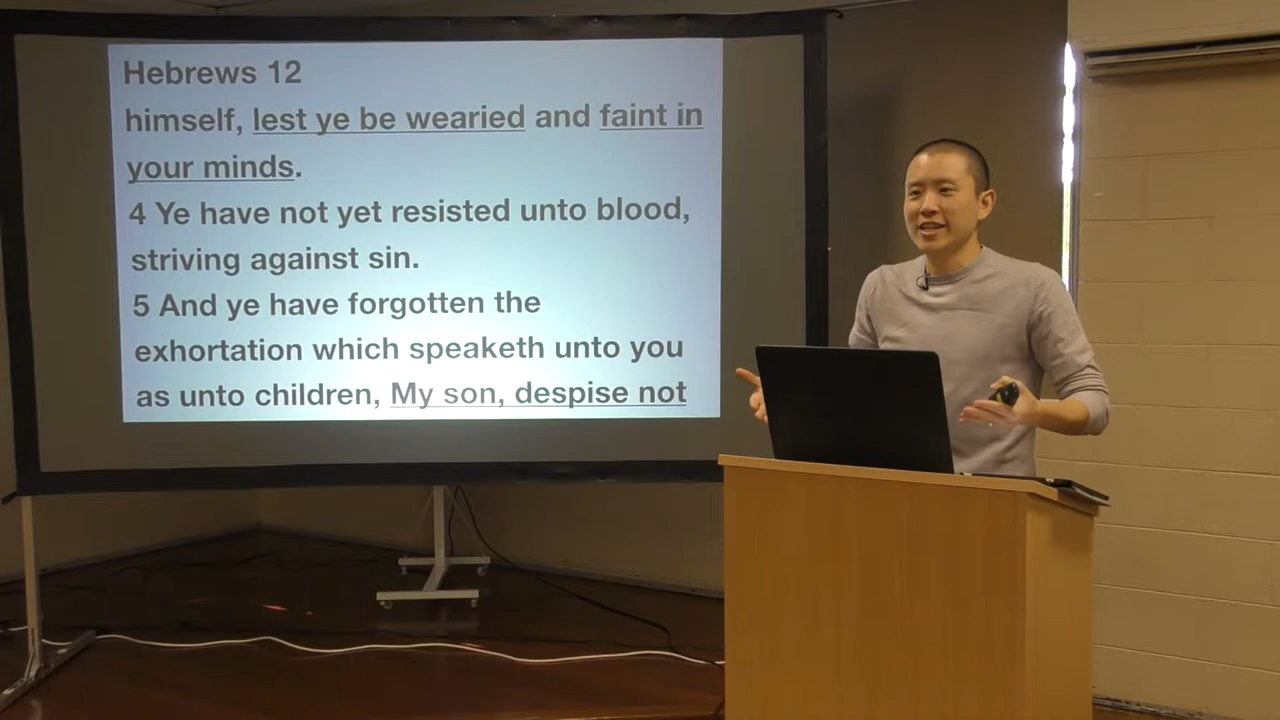 Hebrews 12
himself, lest ye be wearied and faint in
your minds.
4 Ye have not yet resisted unto blood,
striving against sin.
5 And ye have forgotten the
exhortation which speaketh unto you
as unto children, My son, despise not